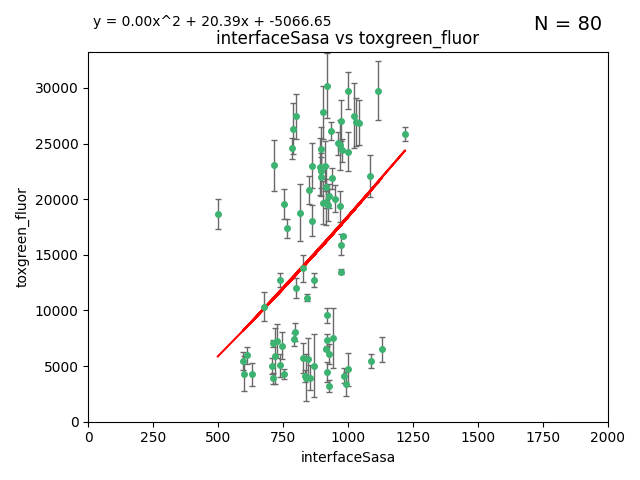 y = 0.00x^2 + 20.39x + -5066.65
N = 80
interfaceSasa vs toxgreen_fluor
toxgreen_fluor
30000
25000
20000
15000
10000
5000
0
0 250 500 750 1000 1250 1500 1750 2000
interfaceSasa